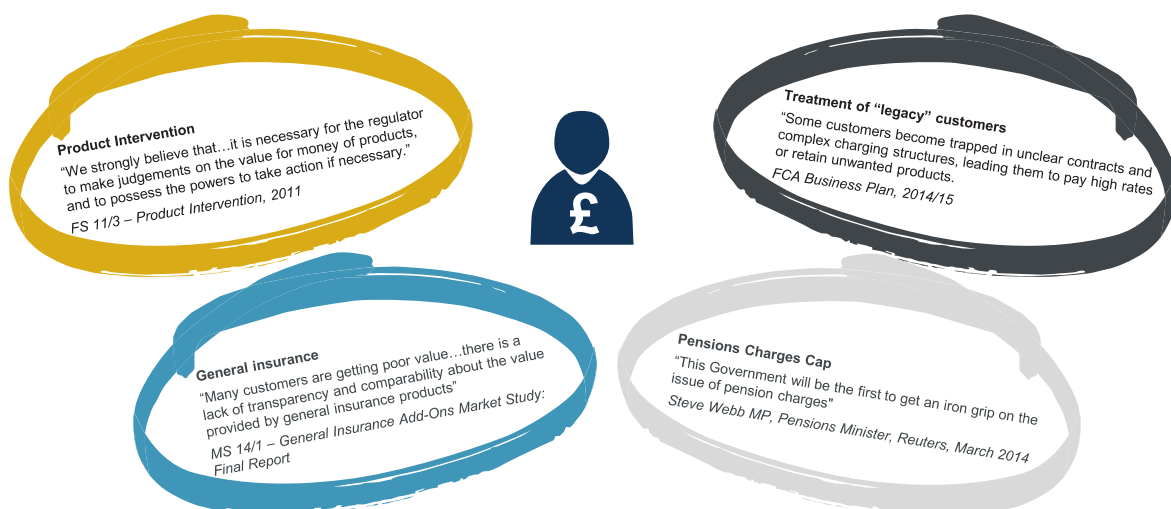 Product Intervention
“We strongly believe that…it is necessary for the regulator
to make judgements on the value for money of products,
and to possess the powers to take action if necessary.”
FS 11/3 – Product Intervention, 2011
Treatment of “legacy” customers
“Some customers become trapped in unclear contracts and
complex charging structures, leading them to pay high rates
or retain unwanted products.
FCA Business Plan, 2014/15
£
General insurance
“Many customers are getting poor value…there is a
lack of transparency and comparability about the value
provided by general insurance products”
MS 14/1 – General Insurance Add-Ons Market Study:
Final Report
Pensions Charges Cap
“This Government will be the first to get an iron grip on the
issue of pension charges"
Steve Webb MP, Pensions Minister, Reuters, March 2014